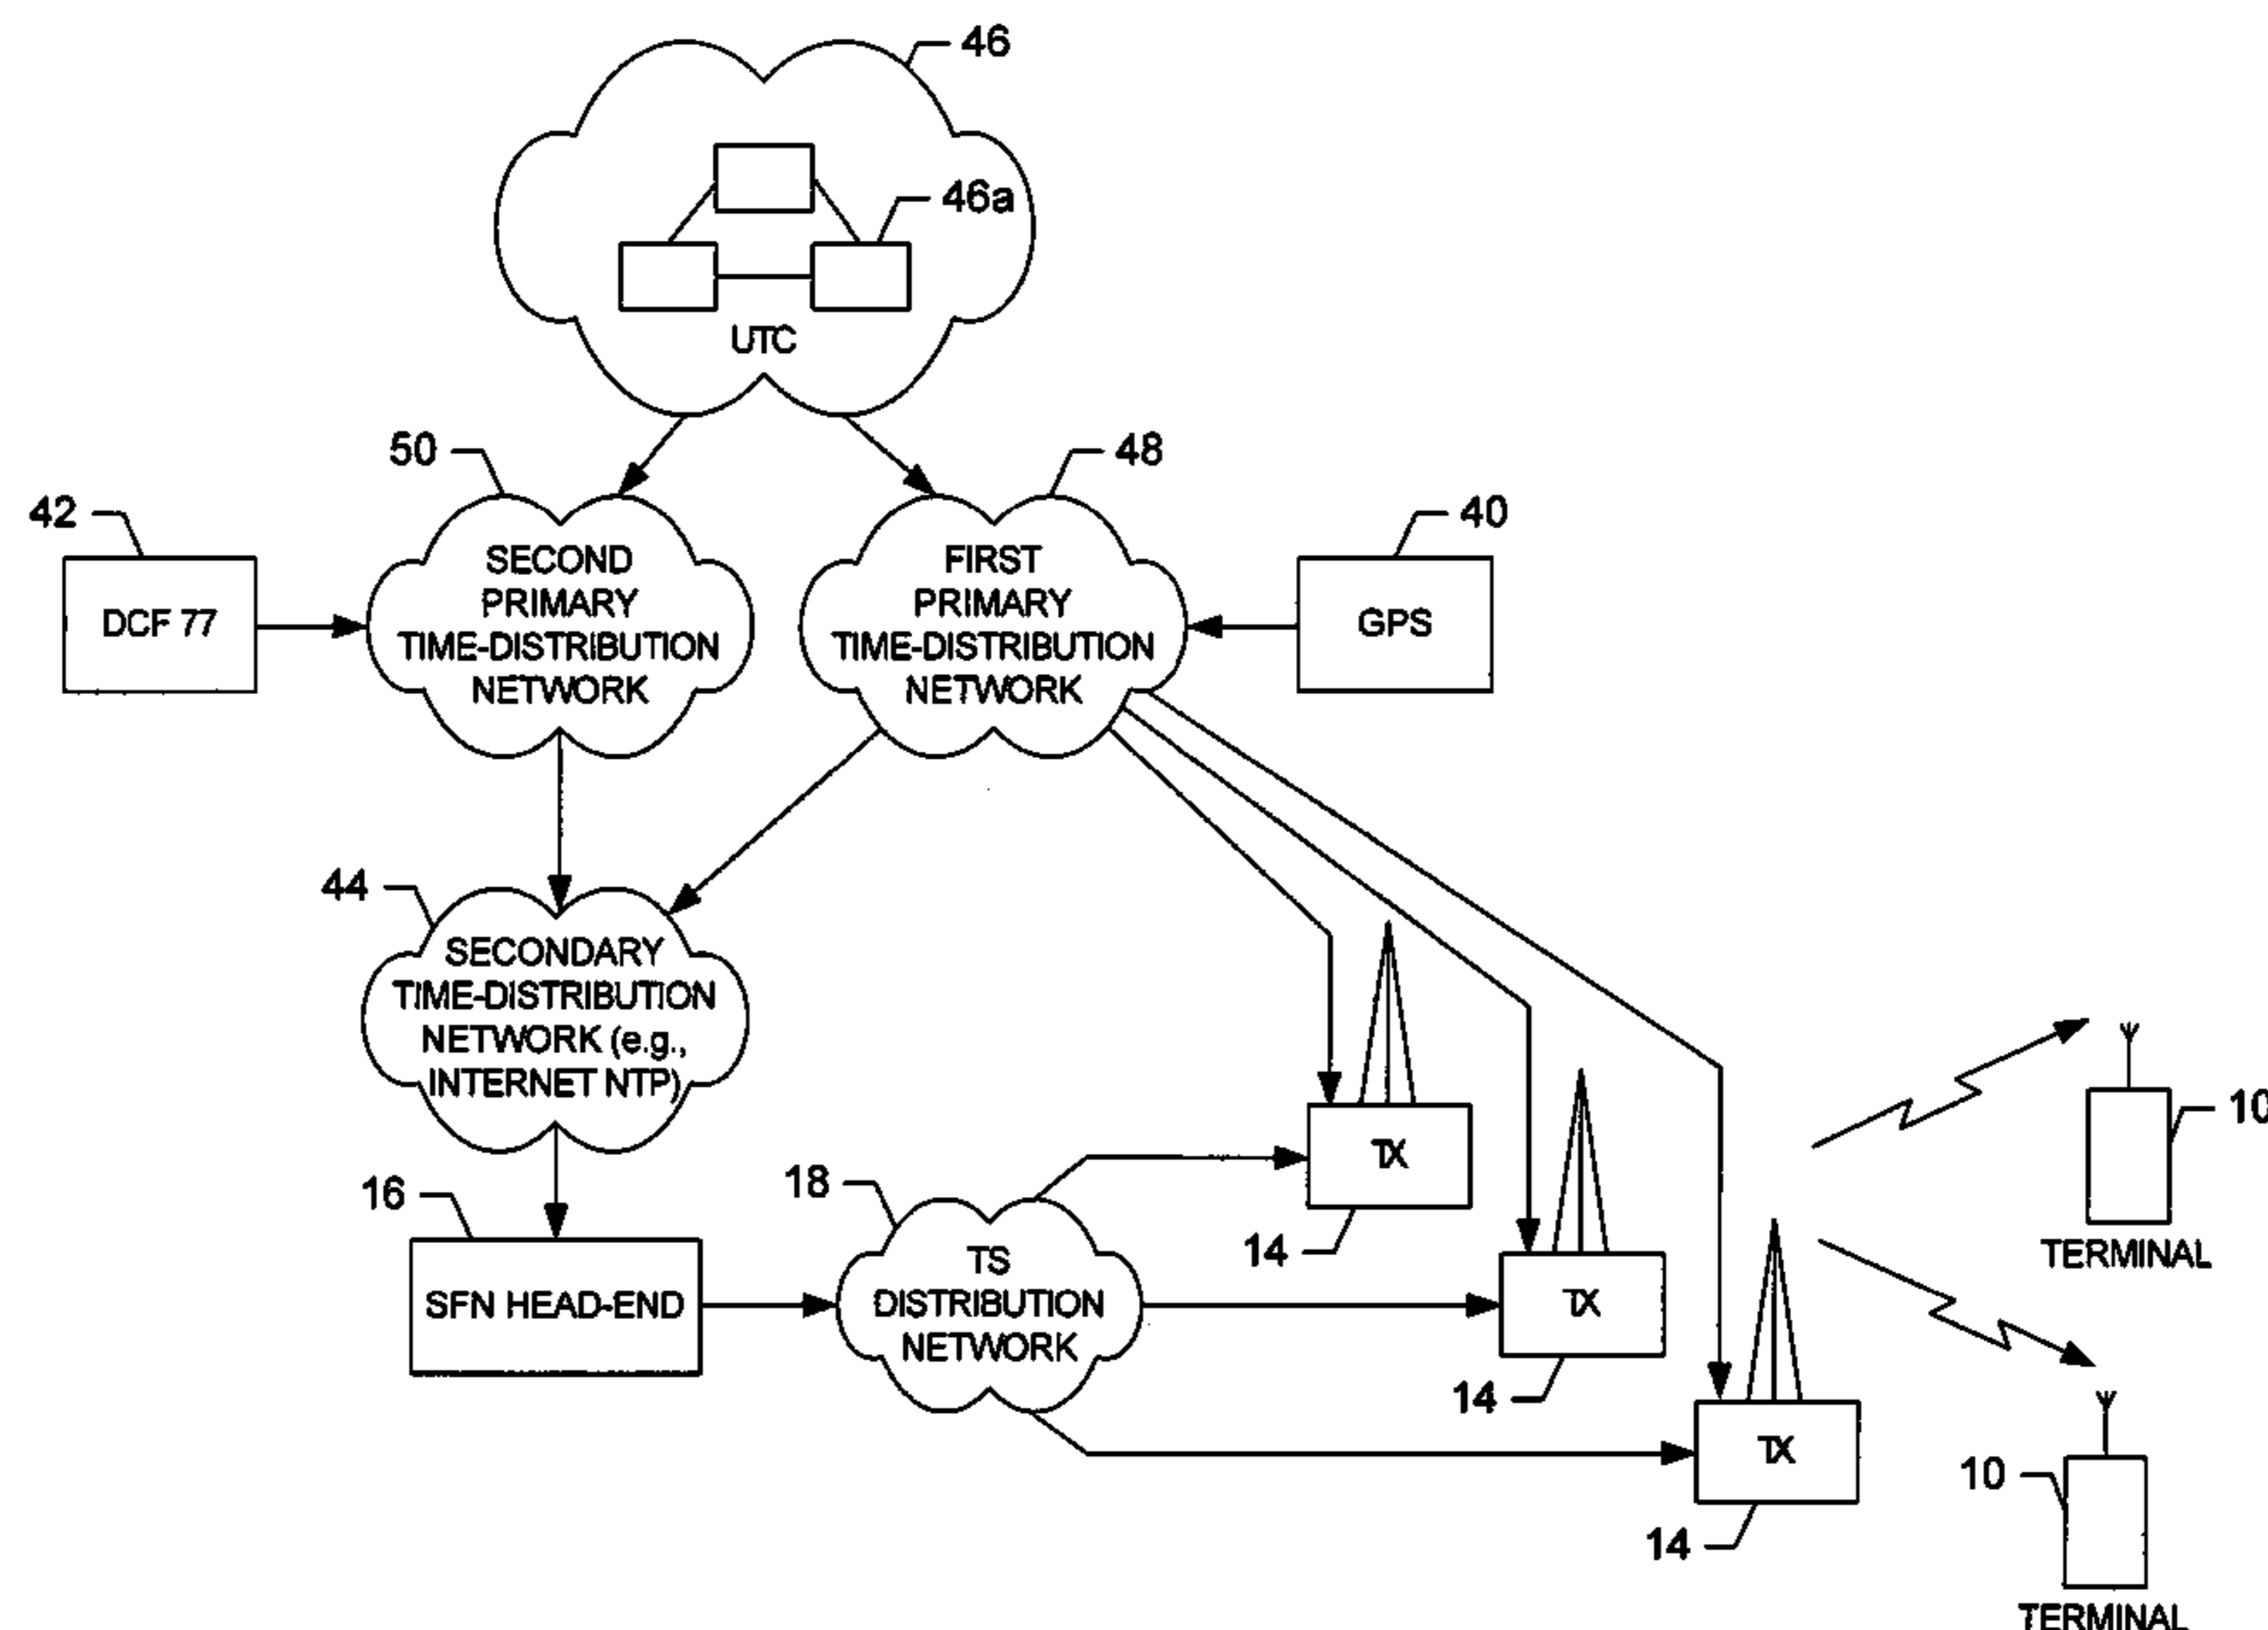 46
46a
UTC
50
48
42
40
DCF 77
SECOND
PRIMARY
TIME-DISTRIBUTION
NETWORK
FIRST
PRIMARY
TIME-DISTRIBUTION
NETWORK
GPS
44
SECONDARY
TIME-DISTRIBUTION
NETWORK (e.g.,
INTERNET NTP)
10
TERMINAL
TX
14
16
18
SFN HEAD-END
TS
DISTRIBUTION
NETWORK
TX
14
TX
14
10
TERMINAL